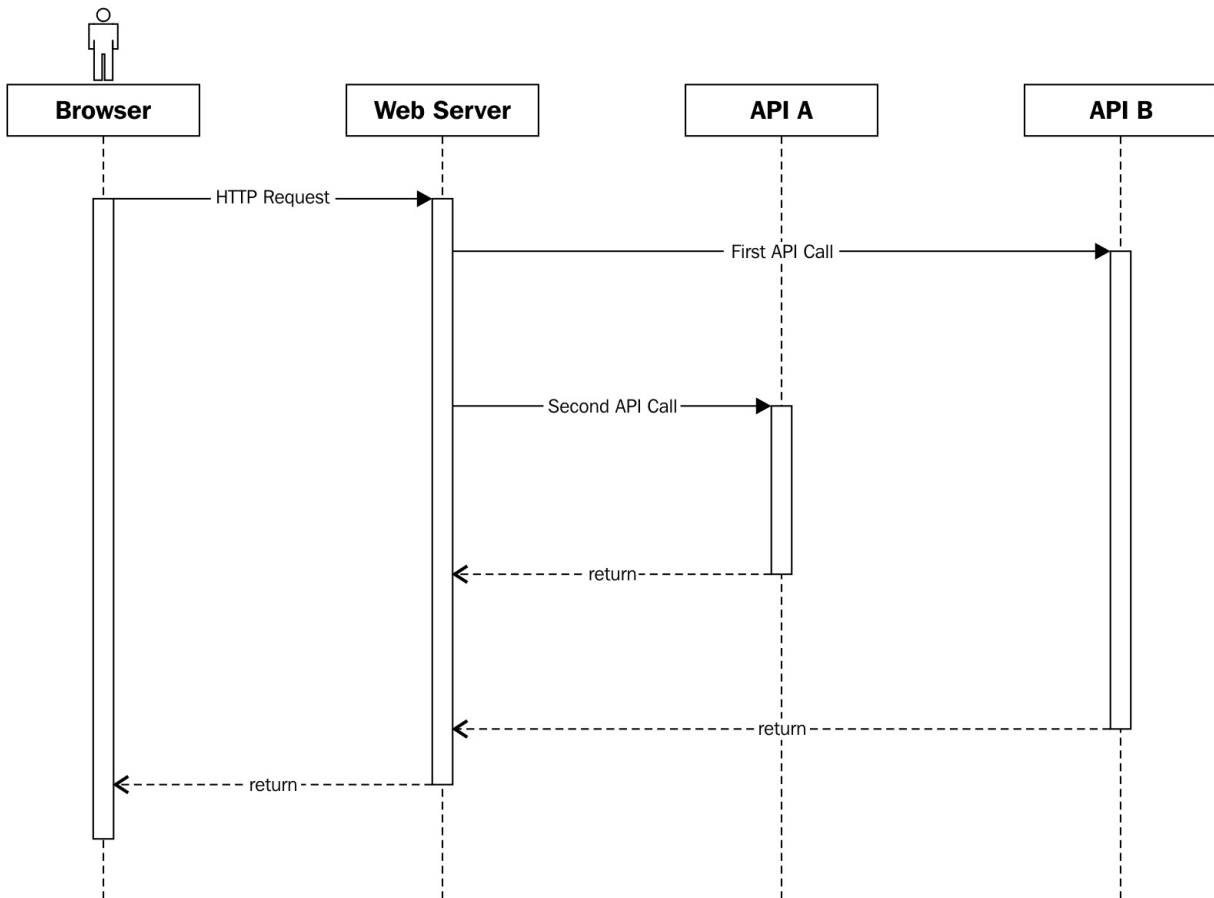 Browser
Web Server
API A
API B
HTTP Request
First API Call
Second API Call
return
return
return